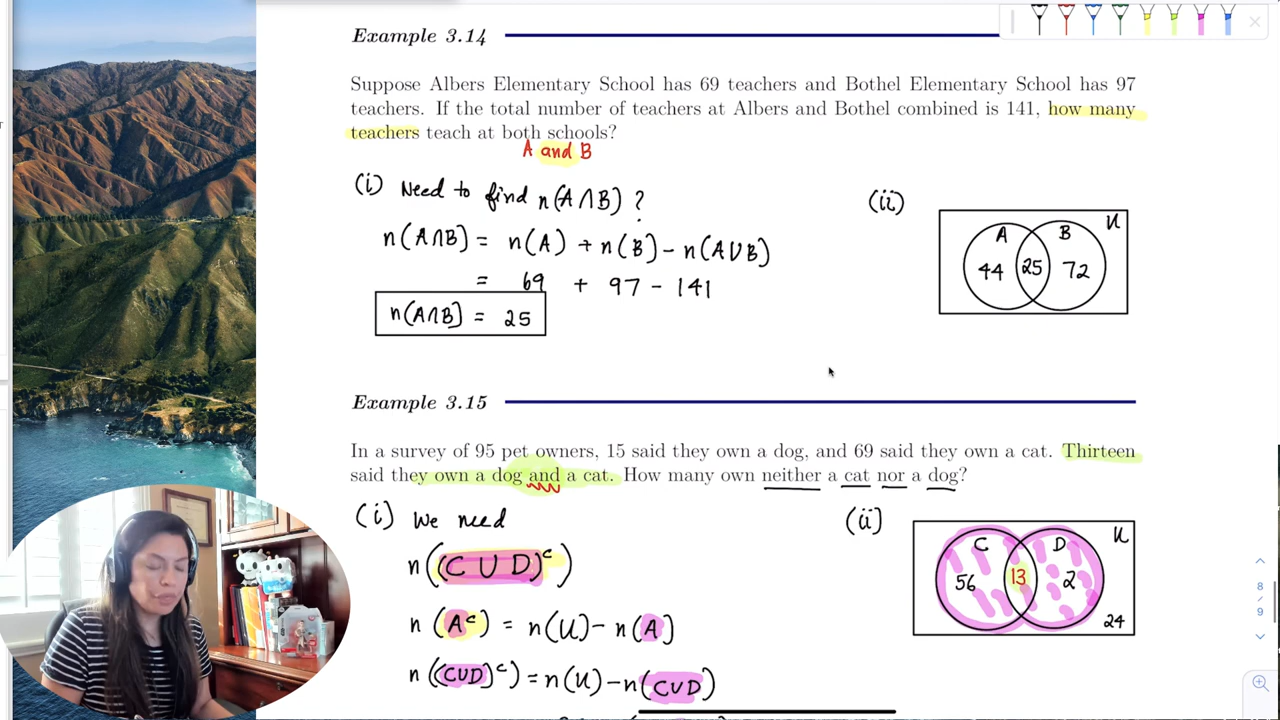 Example 3.14
Suppose Albers Elementary School has 69 teachers and Bothel Elementary School has 97
teachers. If the total number of teachers at Albers and Bothel combined is 141, how many
teachers teach at both schools?
A and B
(i) Need to find n(A∩B)?
n(A∩B) = n(A) + n(B) − n(A∪B)
= 69 + 97 − 141
n(A∩B) = 25
(ii)
U
A B
44 25 72
Example 3.15
In a survey of 95 pet owners, 15 said they own a dog, and 69 said they own a cat. Thirteen
said they own a dog and a cat. How many own neither a cat nor a dog?
(i) We need
n((C ∪ D)ᶜ)
n(Aᶜ) = n(U) − n(A)
n((C∪D)ᶜ) = n(U) − n(C∪D)
(ii)
U
C D
56 13 2
24
8
/
9